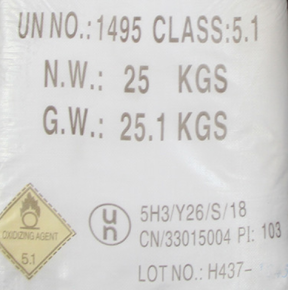 UN NO.:1495 CLASS:5.1
N.W.: 25 KGS
G.W.: 25.1 KGS
un
5H3/Y26/S/18
CN/33015004 PI: 103
OXIDIZING AGENT
5.1
LOT NO.: H437-